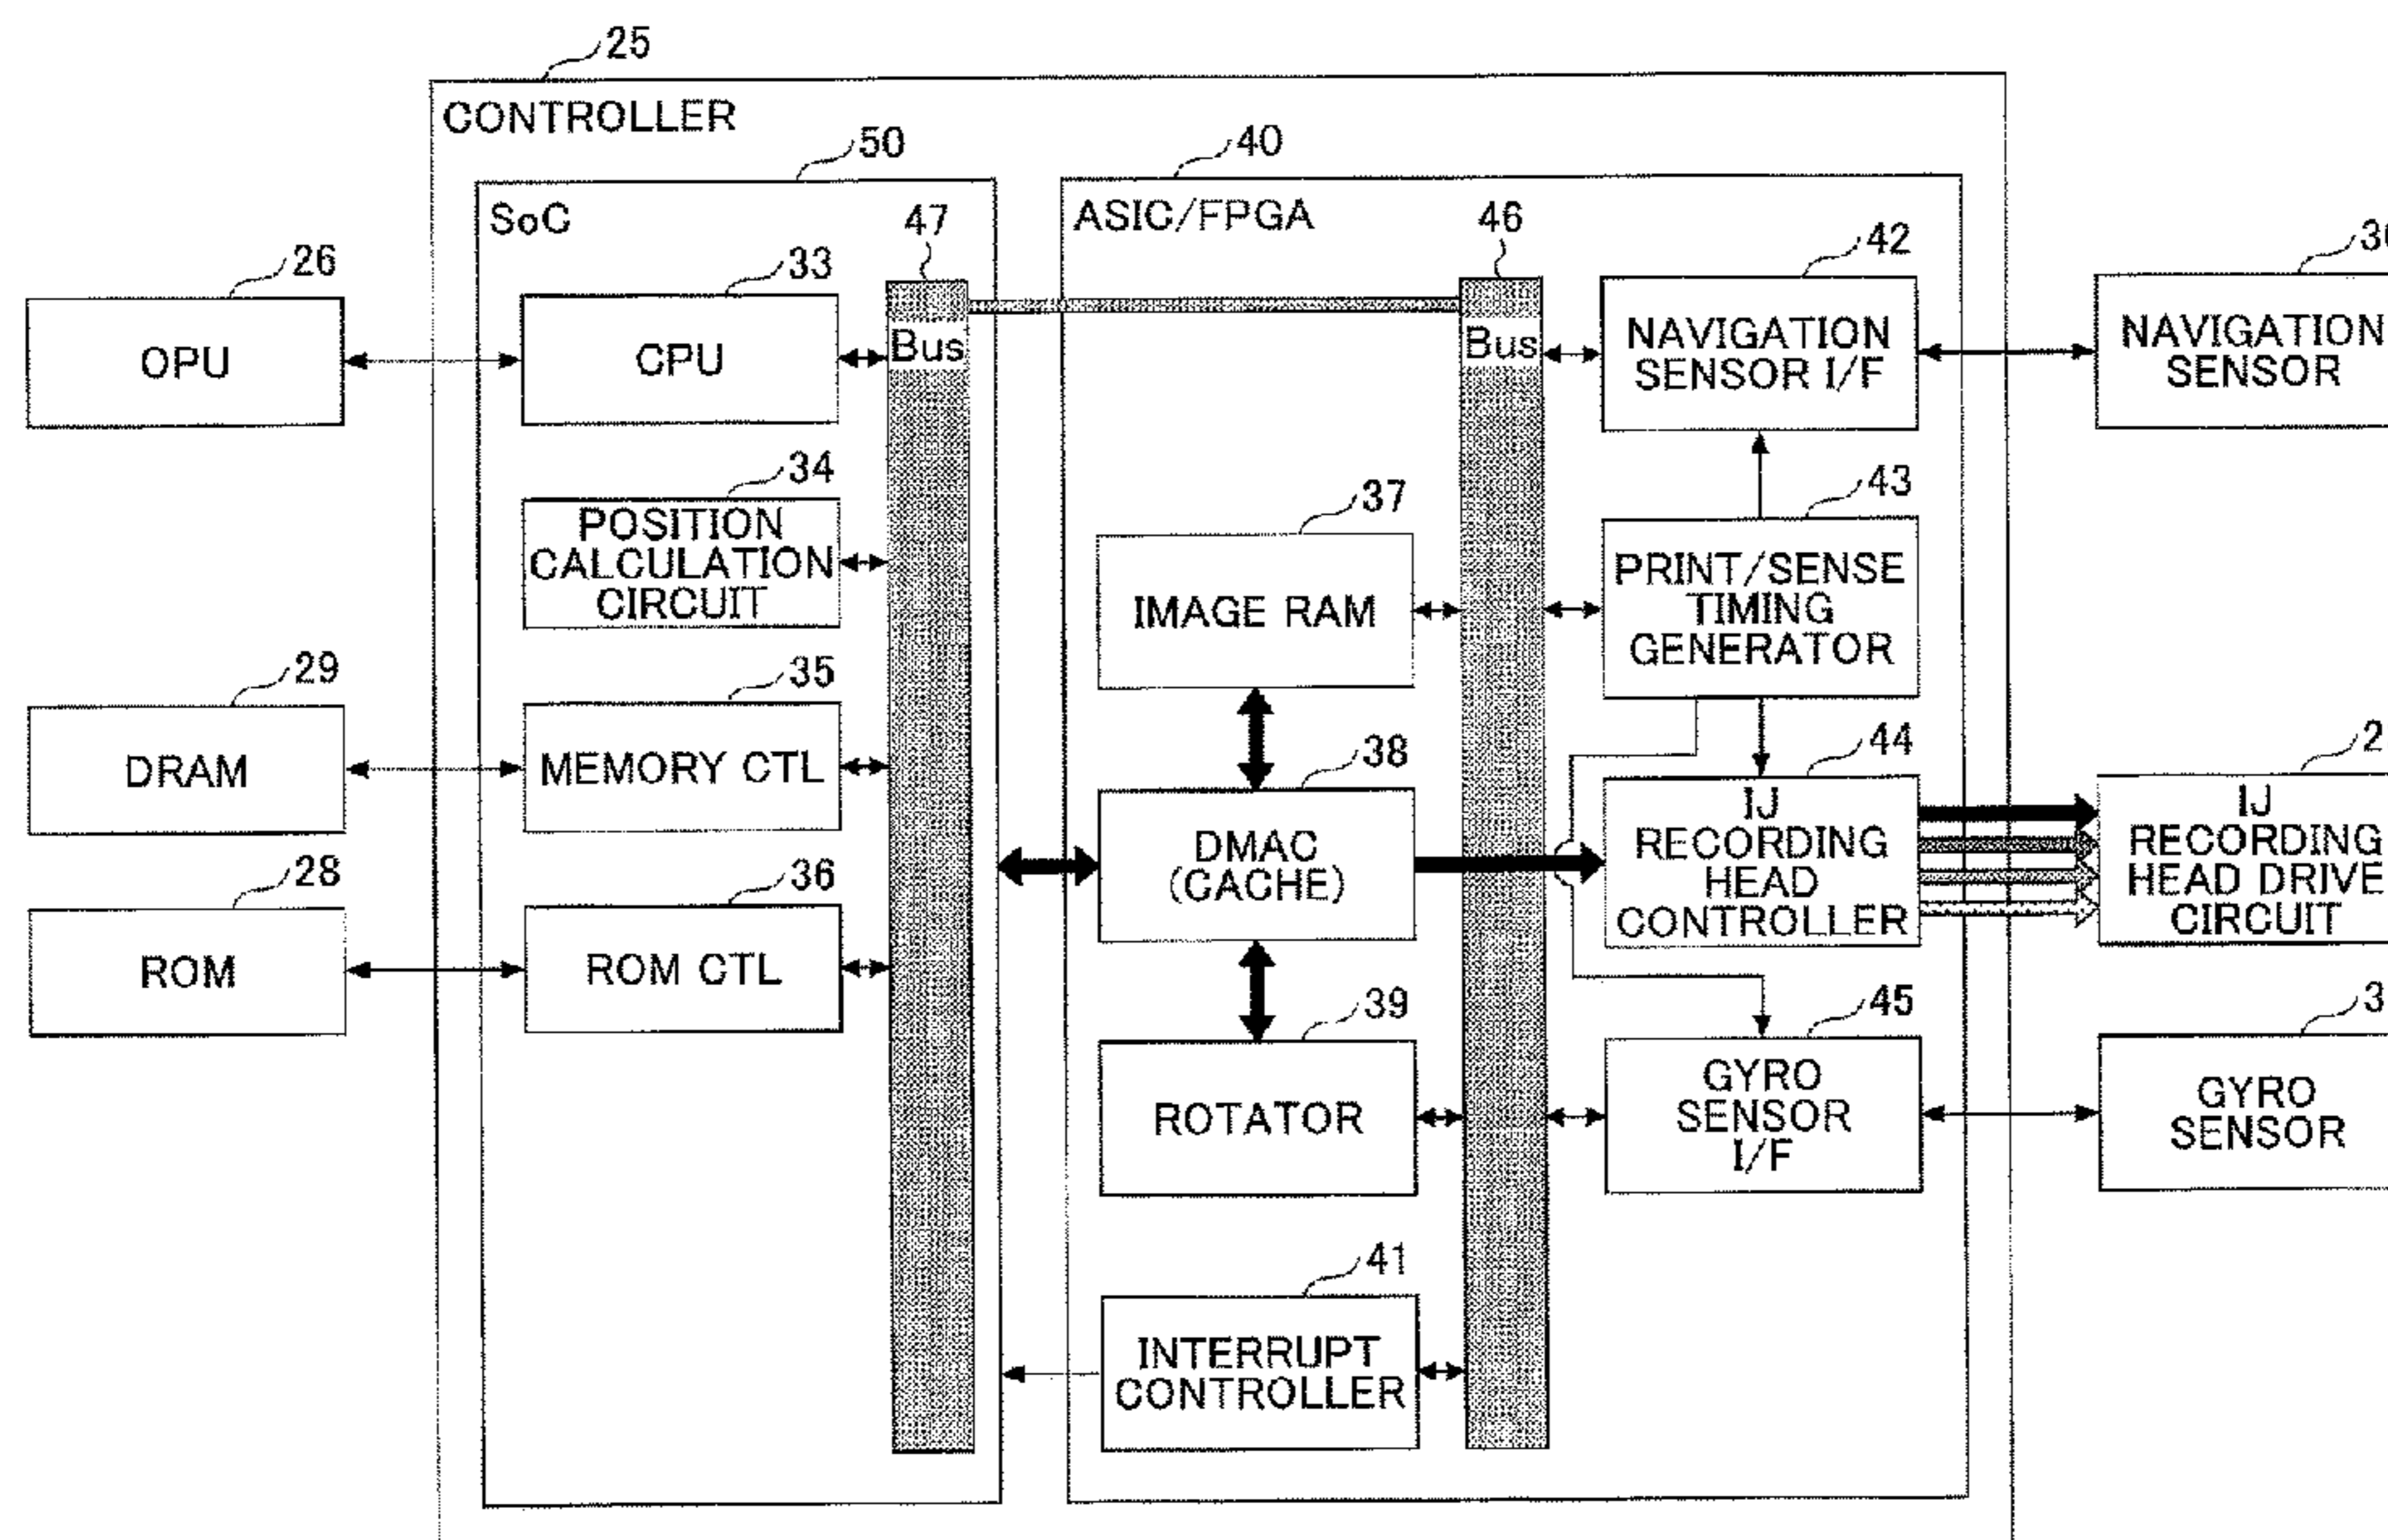 25
CONTROLLER
50
SoC
47
40
ASIC/FPGA
46
26
OPU
33
CPU
Bus
Bus
42
NAVIGATION
SENSOR I/F
NAVIGATION
SENSOR
34
POSITION
CALCULATION
CIRCUIT
37
IMAGE RAM
43
PRINT/SENSE
TIMING
GENERATOR
29
DRAM
35
MEMORY CTL
38
DMAC
(CACHE)
44
IJ
RECORDING
HEAD
CONTROLLER
IJ
RECORDING
HEAD DRIVE
CIRCUIT
28
ROM
36
ROM CTL
39
ROTATOR
45
GYRO
SENSOR
I/F
GYRO
SENSOR
41
INTERRUPT
CONTROLLER